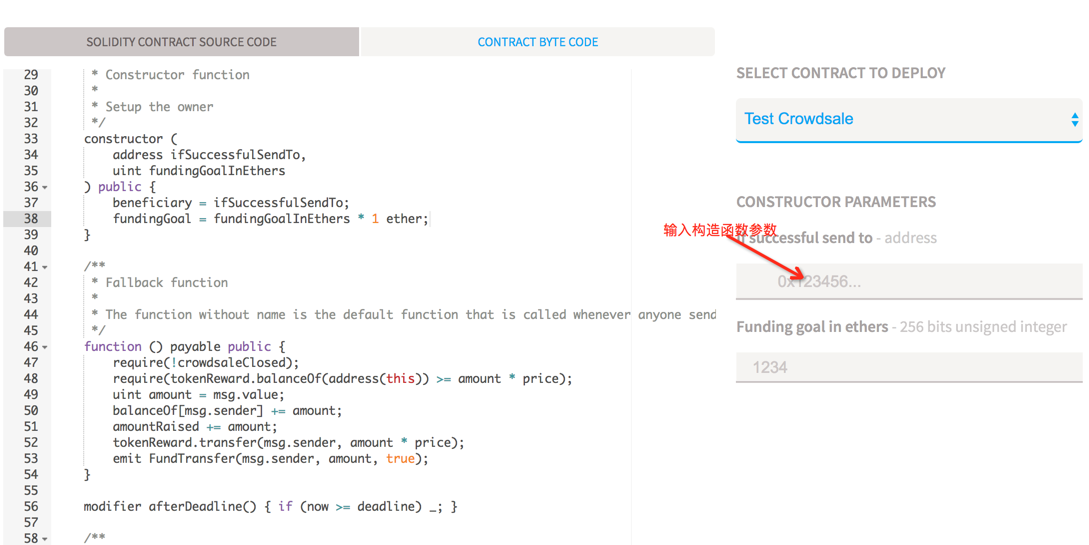 SOLIDITY CONTRACT SOURCE CODE
CONTRACT BYTE CODE
29 * Constructor function
30 *
31 * Setup the owner
32 */
33 constructor (
34 address ifSuccessfulSendTo,
35 uint fundingGoalInEthers
36 ) public {
37 beneficiary = ifSuccessfulSendTo;
38 fundingGoal = fundingGoalInEthers * 1 ether;
39 }
40
41 /**
42 * Fallback function
43 *
44 * The function without name is the default function that is called whenever anyone send
45 */
46 function () payable public {
47 require(!crowdsaleClosed);
48 require(tokenReward.balanceOf(address(this)) >= amount * price);
49 uint amount = msg.value;
50 balanceOf[msg.sender] += amount;
51 amountRaised += amount;
52 tokenReward.transfer(msg.sender, amount * price);
53 emit FundTransfer(msg.sender, amount, true);
54 }
55
56 modifier afterDeadline() { if (now >= deadline) _; }
57
58 /**
SELECT CONTRACT TO DEPLOY
Test Crowdsale
CONSTRUCTOR PARAMETERS
输入构造函数参数
If successful send to - address
0x123456...
Funding goal in ethers - 256 bits unsigned integer
1234